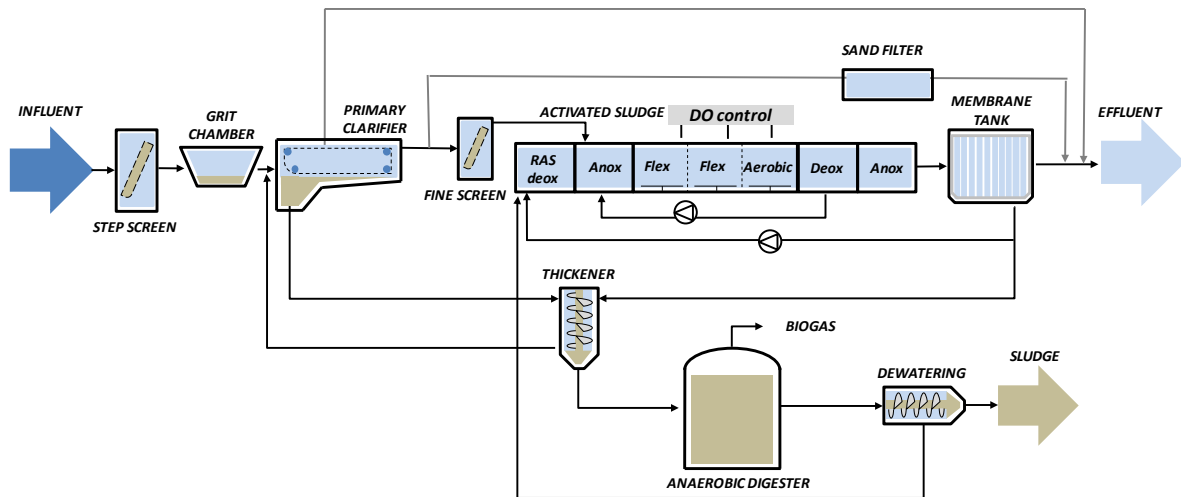 SAND FILTER
INFLUENT
GRIT
CHAMBER
PRIMARY
CLARIFIER
ACTIVATED SLUDGE
DO control
MEMBRANE
TANK
EFFLUENT
RAS
deox
Anox
Flex
Flex
Aerobic
Deox
Anox
STEP SCREEN
FINE SCREEN
THICKENER
BIOGAS
DEWATERING
SLUDGE
ANAEROBIC DIGESTER